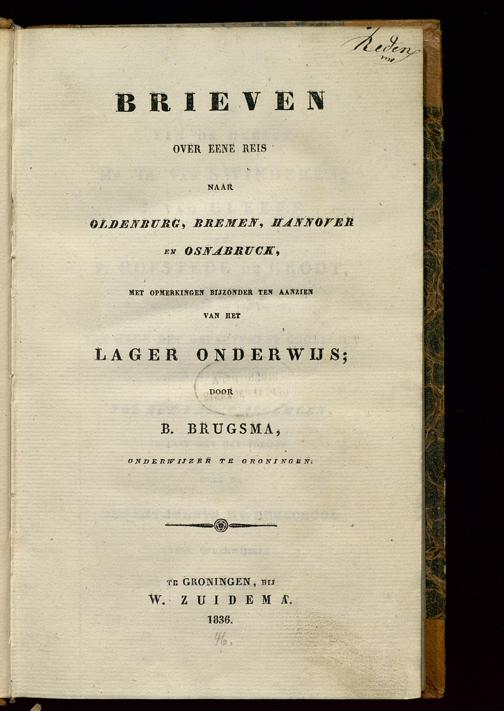 Reden
BRIEVEN
OVER EENE REIS
NAAR
OLDENBURG, BREMEN, HANNOVER
EN OSNABRUCK,
MET OPMERKINGEN BIJZONDER TEN AANZIEN
VAN HET
LAGER ONDERWIJS;
DOOR
B. BRUGSMA,
ONDERWIJZER TE GRONINGEN.
TE GRONINGEN, BIJ
W. ZUIDEMA.
1836.
46.